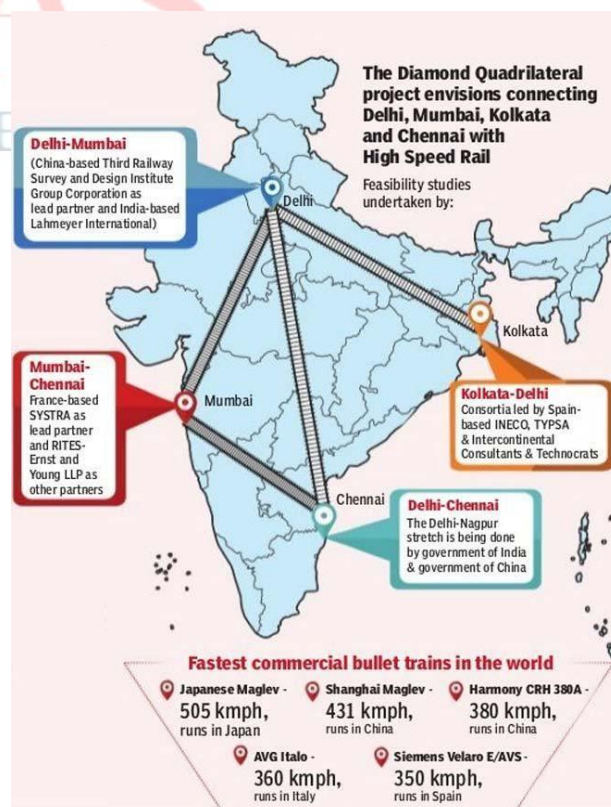 The Diamond Quadrilateral
project envisions connecting
Delhi, Mumbai, Kolkata
and Chennai with
High Speed Rail
Feasibility studies
undertaken by:
Delhi-Mumbai
(China-based Third Railway
Survey and Design Institute
Group Corporation as
lead partner and India-based
Lahmeyer International)
Delhi
Kolkata
Mumbai-
Chennai
France-based
SYSTRA as
lead partner
and RITES-
Ernst and
Young LLP as
other partners
Mumbai
Kolkata-Delhi
Consortia led by Spain-
based INECO, TYPSA
& Intercontinental
Consultants & Technocrats
Chennai
Delhi-Chennai
The Delhi-Nagpur
stretch is being done
by government of India
& government of China
Fastest commercial bullet trains in the world
Japanese Maglev -
505 kmph,
runs in Japan
Shanghai Maglev -
431 kmph,
runs in China
Harmony CRH 380A -
380 kmph,
runs in China
AVG Italo -
360 kmph,
runs in Italy
Siemens Velaro E/AVS -
350 kmph,
runs in Spain